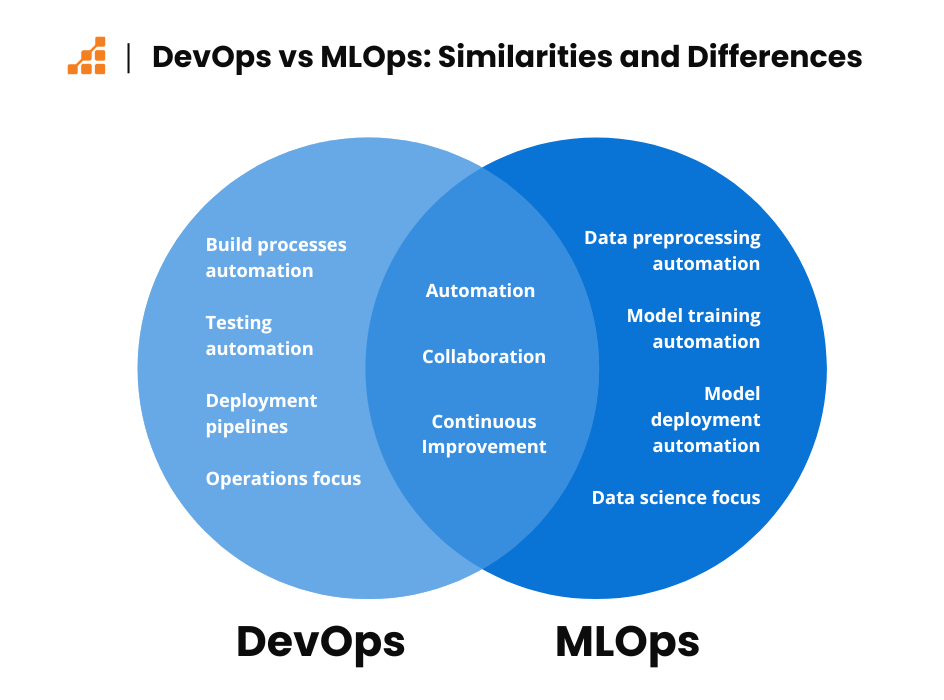 DevOps vs MLOps: Similarities and Differences
Build processes
automation
Testing
automation
Deployment
pipelines
Operations focus
Automation
Collaboration
Continuous
Improvement
Data preprocessing
automation
Model training
automation
Model
deployment
automation
Data science focus
DevOps
MLOps